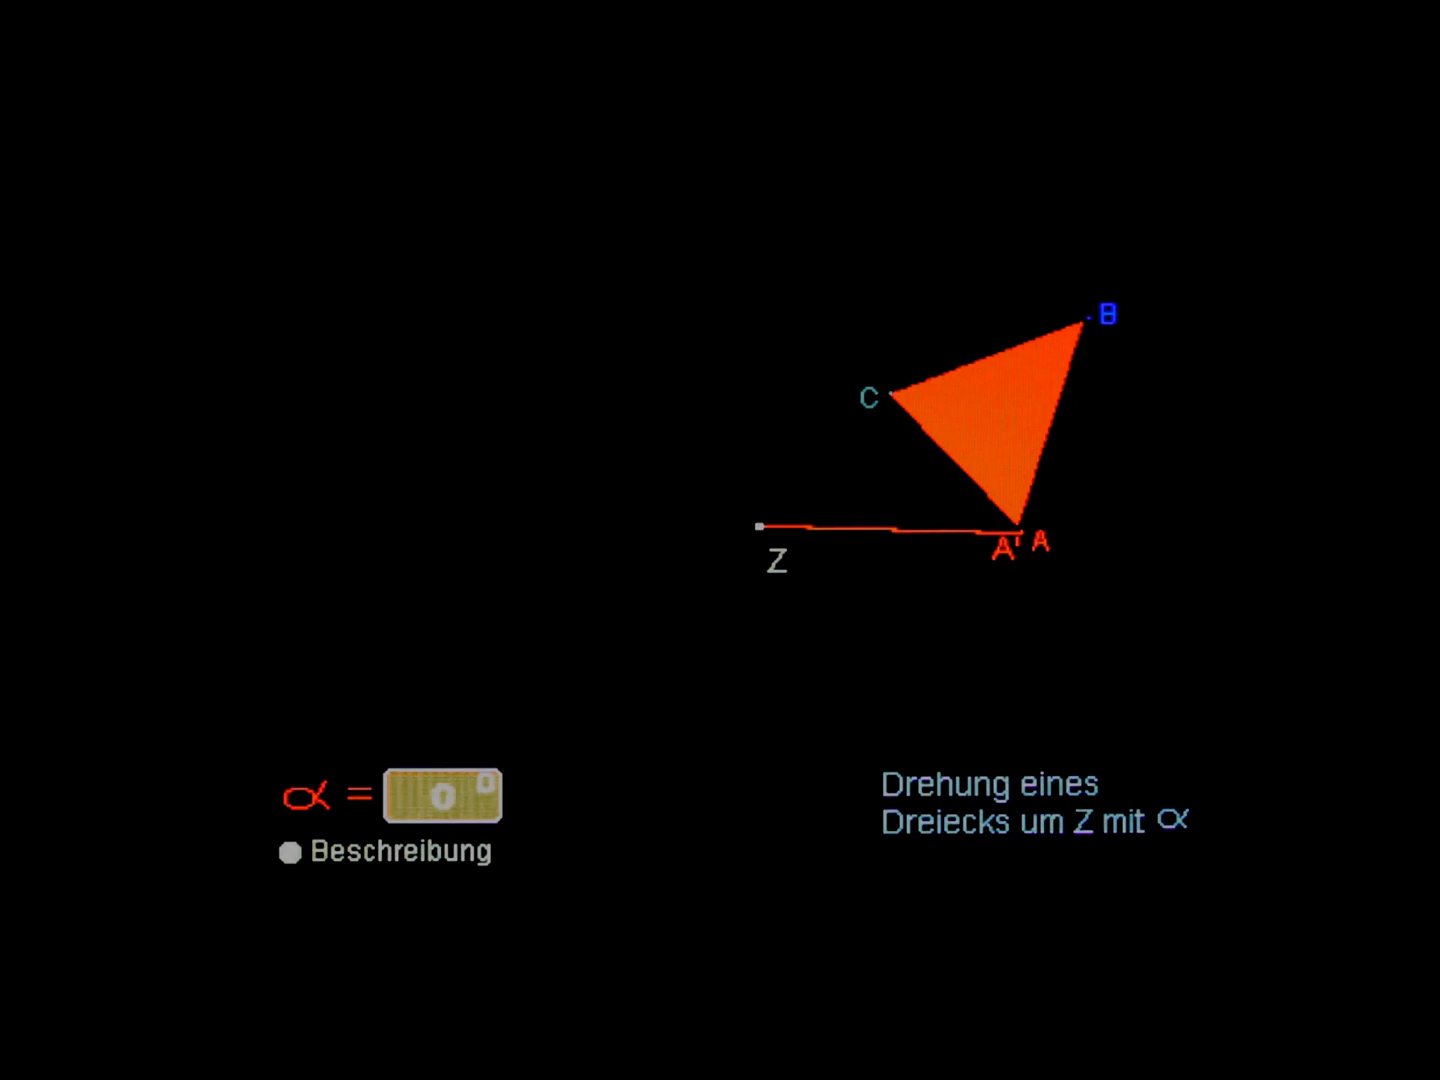 B
C
Z
A' A
α = 0°
Beschreibung
Drehung eines
Dreiecks um Z mit α